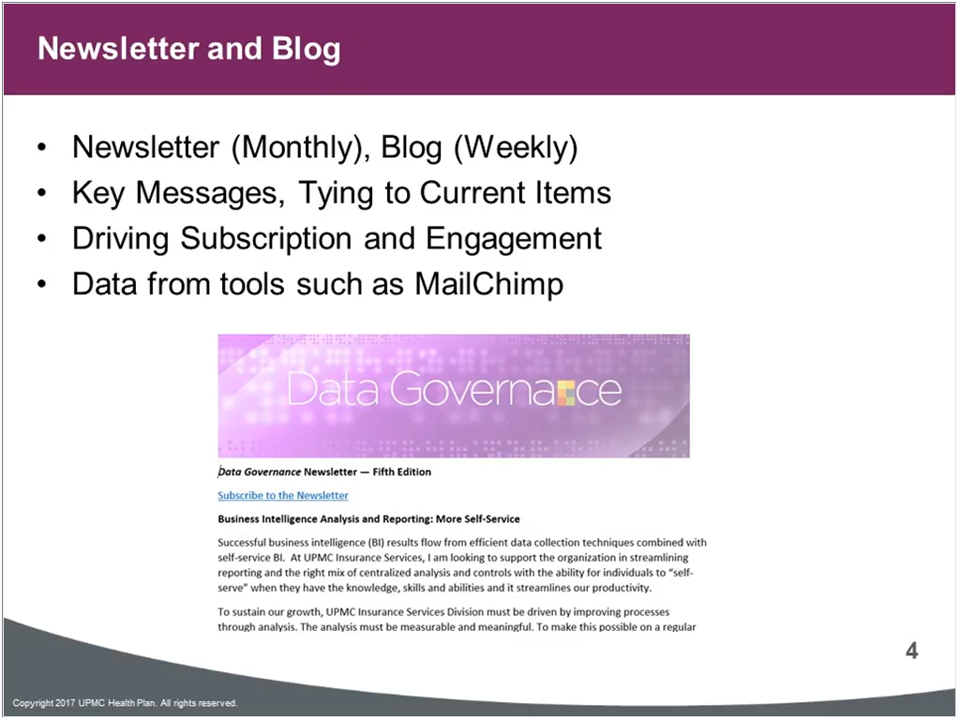 Newsletter and Blog
• Newsletter (Monthly), Blog (Weekly)
• Key Messages, Tying to Current Items
• Driving Subscription and Engagement
• Data from tools such as MailChimp
Data Governance
Data Governance Newsletter — Fifth Edition
Subscribe to the Newsletter
Business Intelligence Analysis and Reporting: More Self-Service
Successful business intelligence (BI) results flow from efficient data collection techniques combined with
self-service BI.  At UPMC Insurance Services, I am looking to support the organization in streamlining
reporting and the right mix of centralized analysis and controls with the ability for individuals to “self-
serve” when they have the knowledge, skills and abilities and it streamlines our productivity.
To sustain our growth, UPMC Insurance Services Division must be driven by improving processes
through analysis. The analysis must be measurable and meaningful. To make this possible on a regular
4
Copyright 2017 UPMC Health Plan. All rights reserved.